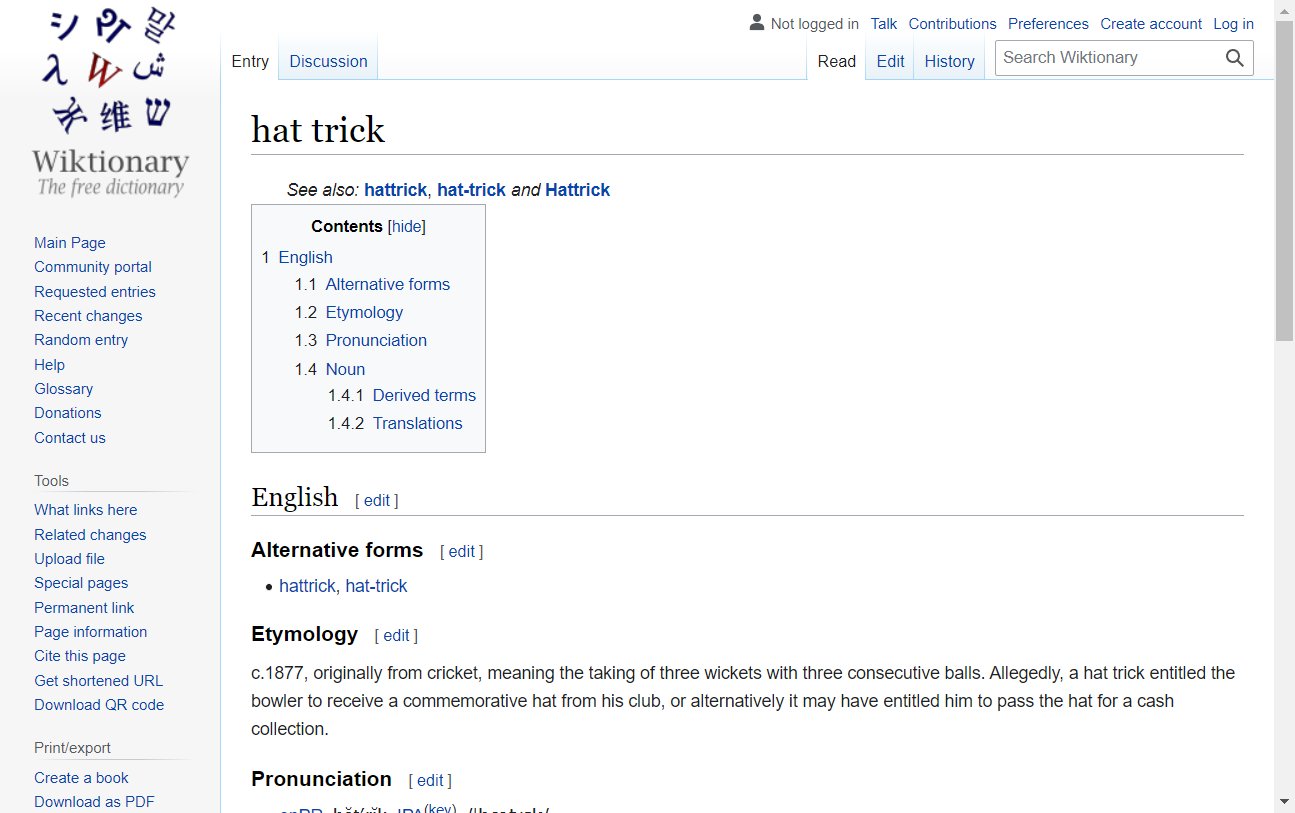 Not logged in Talk Contributions Preferences Create account Log in
Entry Discussion Read Edit History Search Wiktionary
シ
λ W ش
维 ש
Wiktionary
The free dictionary
Main Page
Community portal
Requested entries
Recent changes
Random entry
Help
Glossary
Donations
Contact us
Tools
What links here
Related changes
Upload file
Special pages
Permanent link
Page information
Cite this page
Get shortened URL
Download QR code
Print/export
Create a book
Download as PDF
hat trick
See also: hattrick, hat-trick and Hattrick
Contents [hide]
1 English
1.1 Alternative forms
1.2 Etymology
1.3 Pronunciation
1.4 Noun
1.4.1 Derived terms
1.4.2 Translations
English [ edit ]
Alternative forms [ edit ]
• hattrick, hat-trick
Etymology [ edit ]
c.1877, originally from cricket, meaning the taking of three wickets with three consecutive balls. Allegedly, a hat trick entitled the
bowler to receive a commemorative hat from his club, or alternatively it may have entitled him to pass the hat for a cash
collection.
Pronunciation [ edit ]
(key)